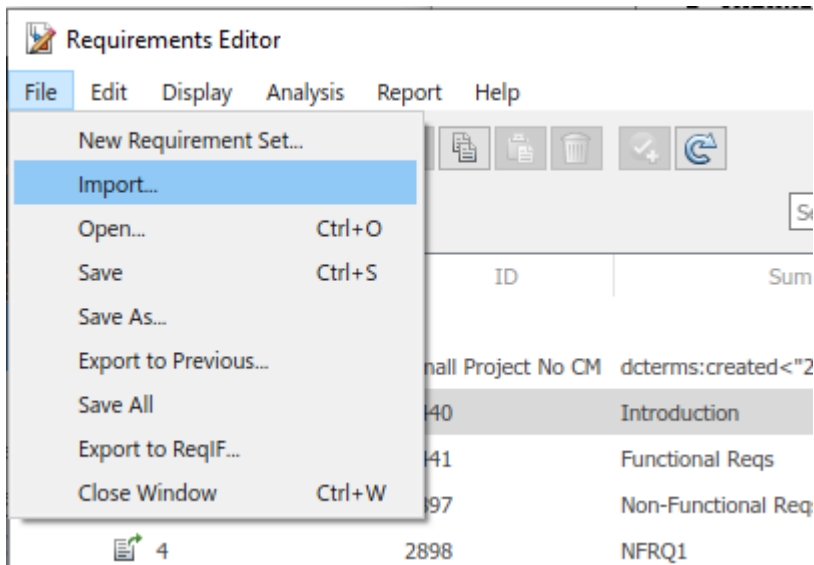 Requirements Editor
File Edit Display Analysis Report Help
New Requirement Set...
Import...
Open... Ctrl+O
Save Ctrl+S
Save As...
Export to Previous...
Save All
Export to ReqIF...
Close Window Ctrl+W
ID Sum
Project No CM dcterms:created<"2
Introduction
Functional Reqs
Non-Functional Reqs
4 2898 NFRQ1